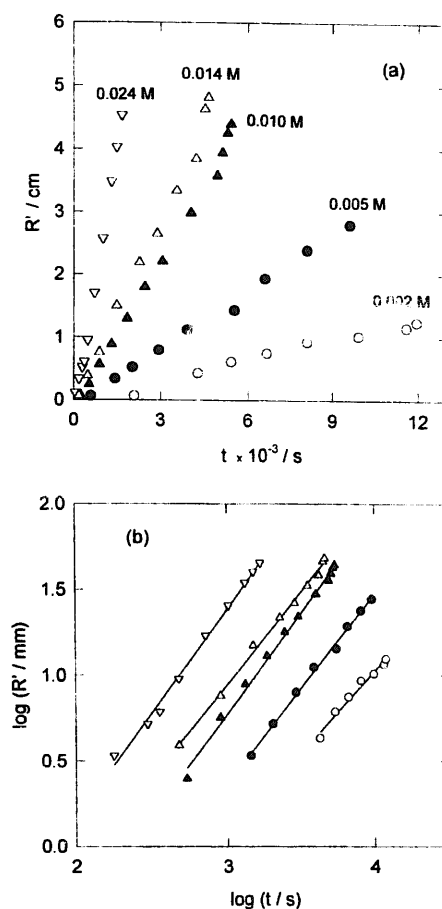 6
(a)
0.014 M
5
0.024 M
0.010 M
4
R' / cm
3
0.005 M
2
0.002 M
1
0
0 3 6 9 12
t × 10⁻³ / s
2.0
(b)
1.5
log (R' / mm)
1.0
0.5
0.0
2 3 4
log (t / s)